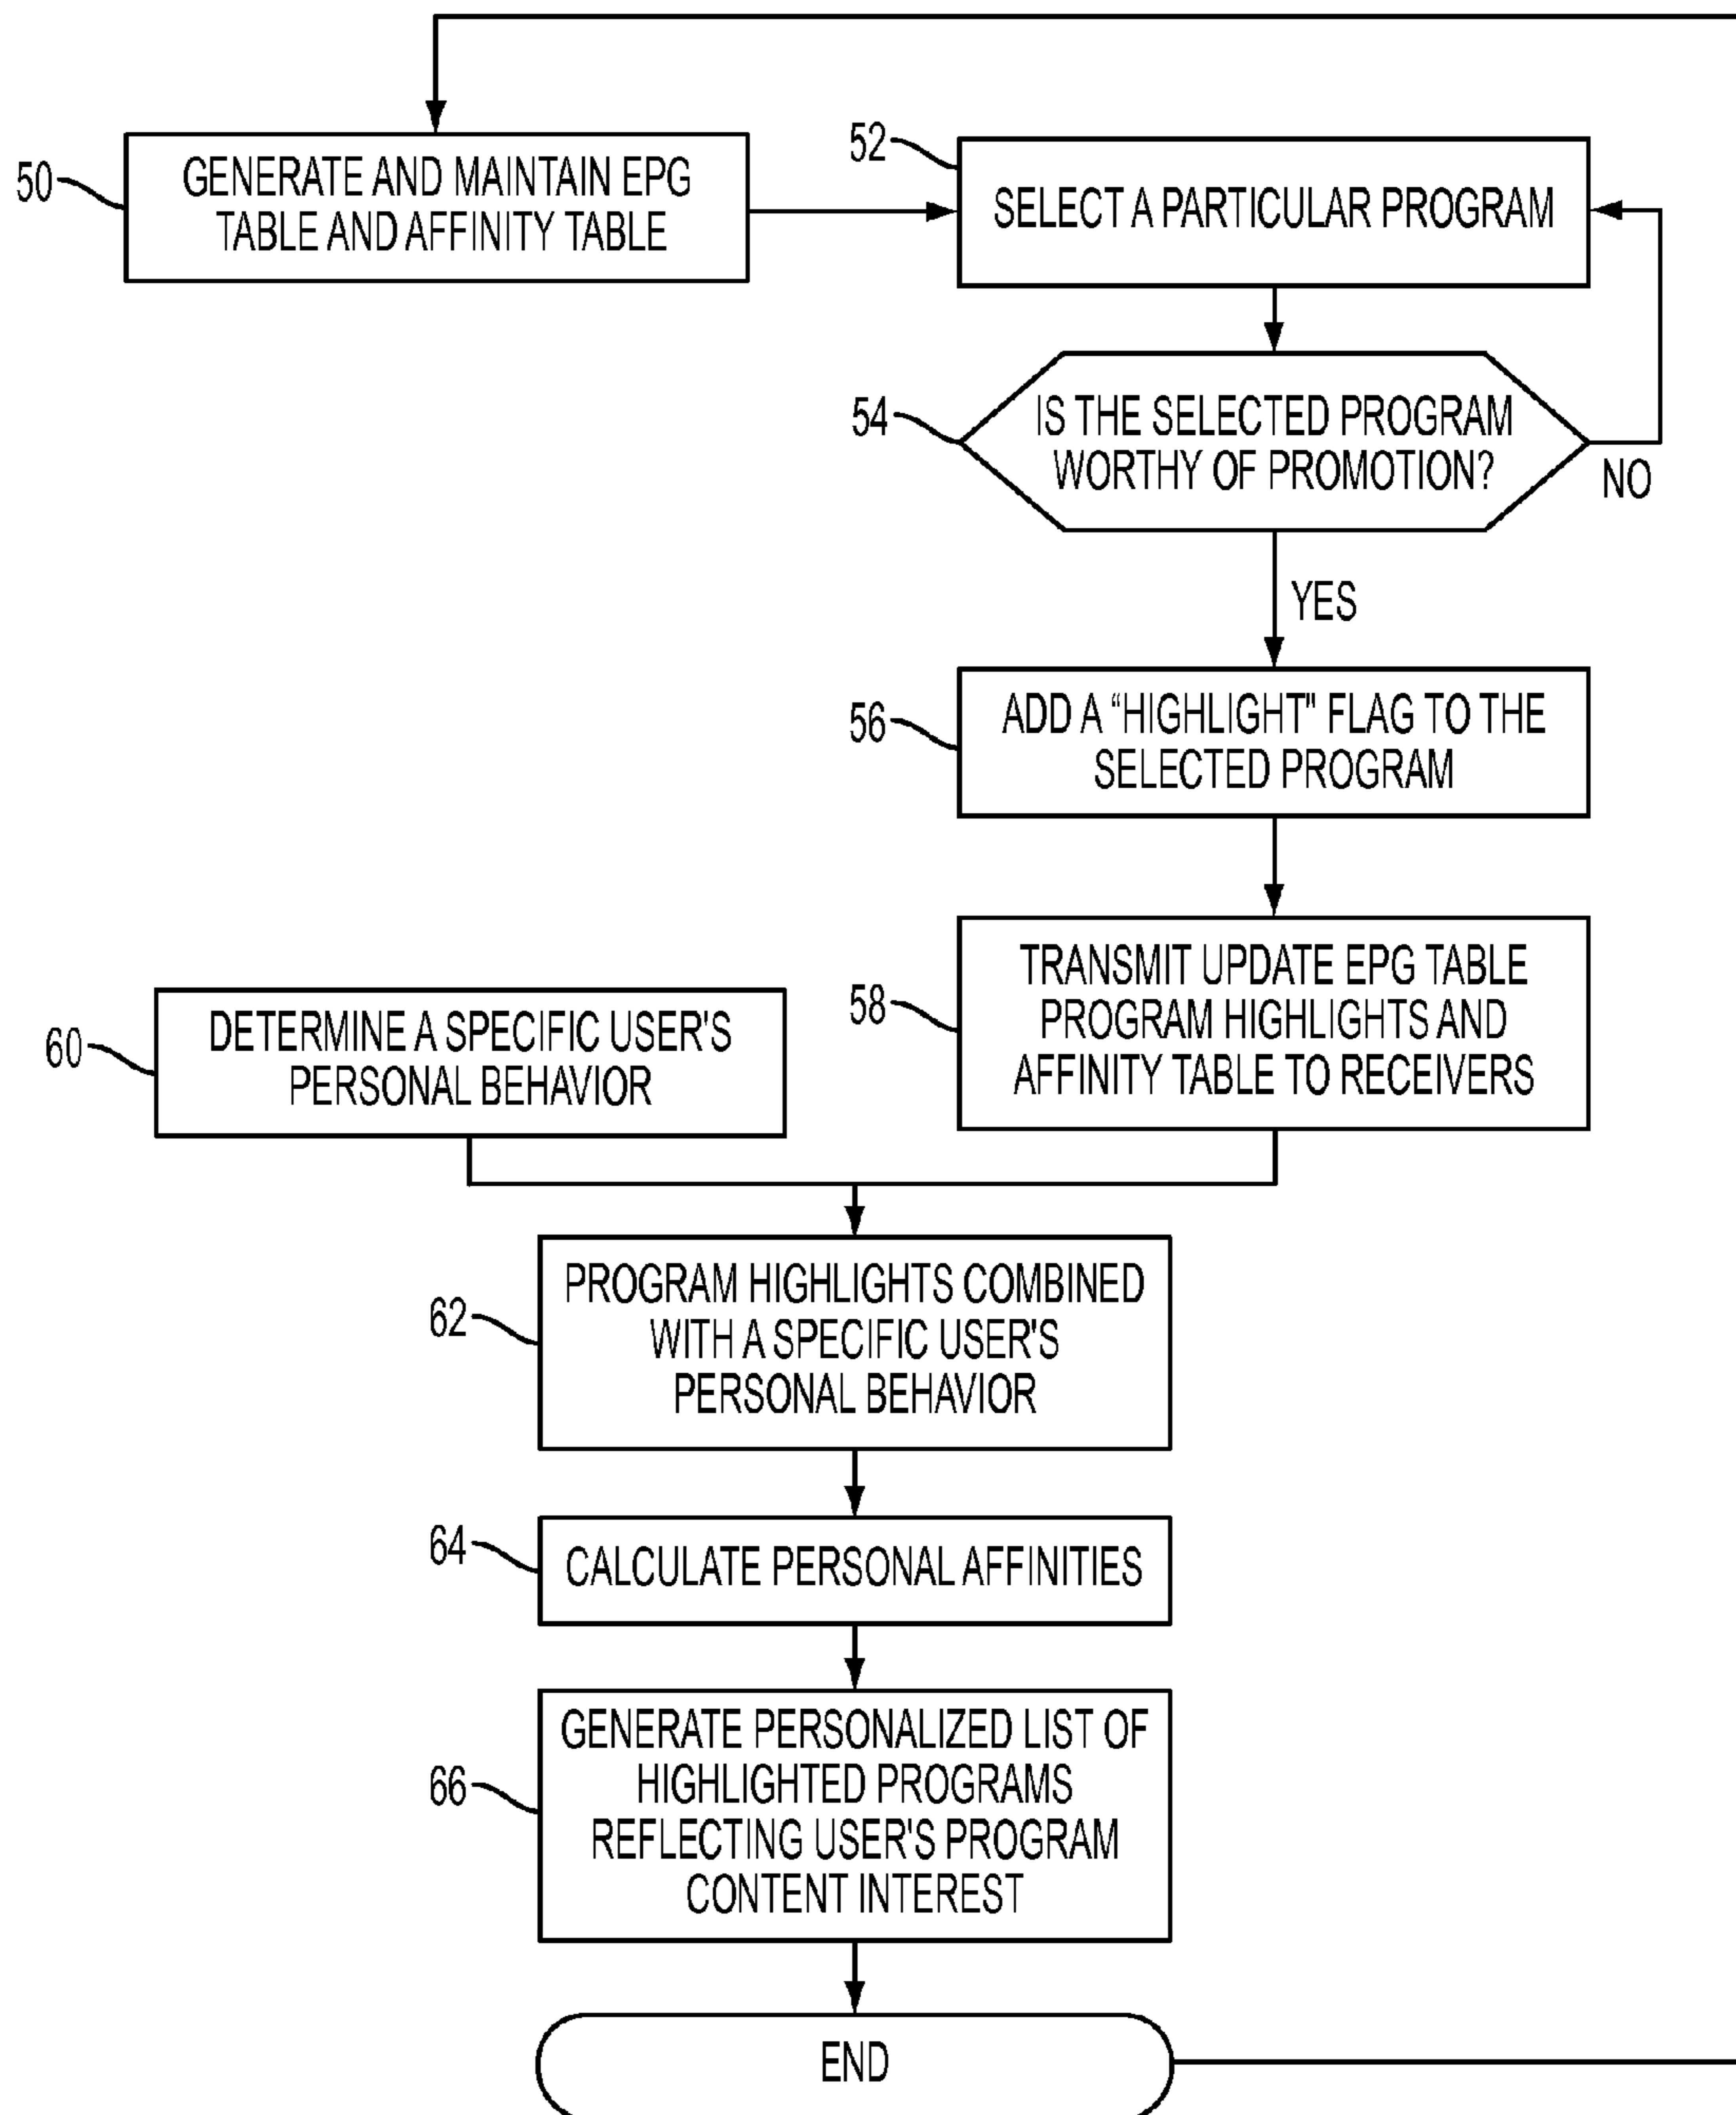 50
GENERATE AND MAINTAIN EPG
TABLE AND AFFINITY TABLE
52
SELECT A PARTICULAR PROGRAM
54
IS THE SELECTED PROGRAM
WORTHY OF PROMOTION?
NO
YES
56
ADD A “HIGHLIGHT" FLAG TO THE
SELECTED PROGRAM
58
TRANSMIT UPDATE EPG TABLE
PROGRAM HIGHLIGHTS AND
AFFINITY TABLE TO RECEIVERS
60
DETERMINE A SPECIFIC USER'S
PERSONAL BEHAVIOR
62
PROGRAM HIGHLIGHTS COMBINED
WITH A SPECIFIC USER'S
PERSONAL BEHAVIOR
64
CALCULATE PERSONAL AFFINITIES
66
GENERATE PERSONALIZED LIST OF
HIGHLIGHTED PROGRAMS
REFLECTING USER'S PROGRAM
CONTENT INTEREST
END